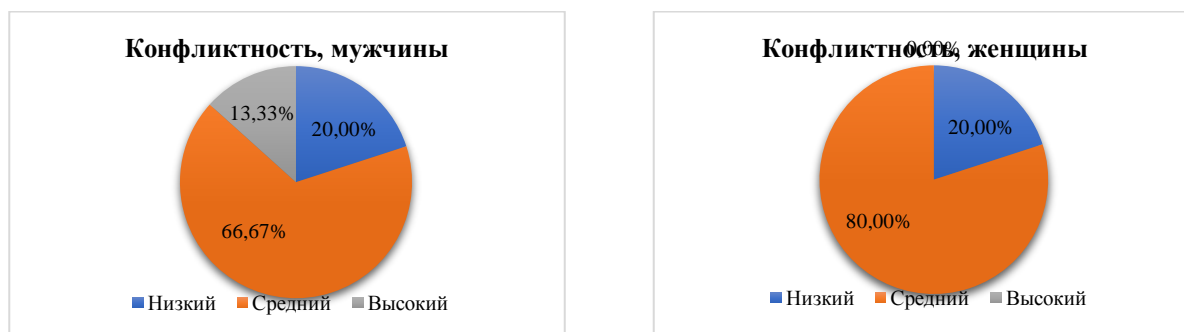 Конфликтность, мужчины
13,33%
20,00%
66,67%
Низкий Средний Высокий
Конфликтность, женщины
0,00%
20,00%
80,00%
Низкий Средний Высокий